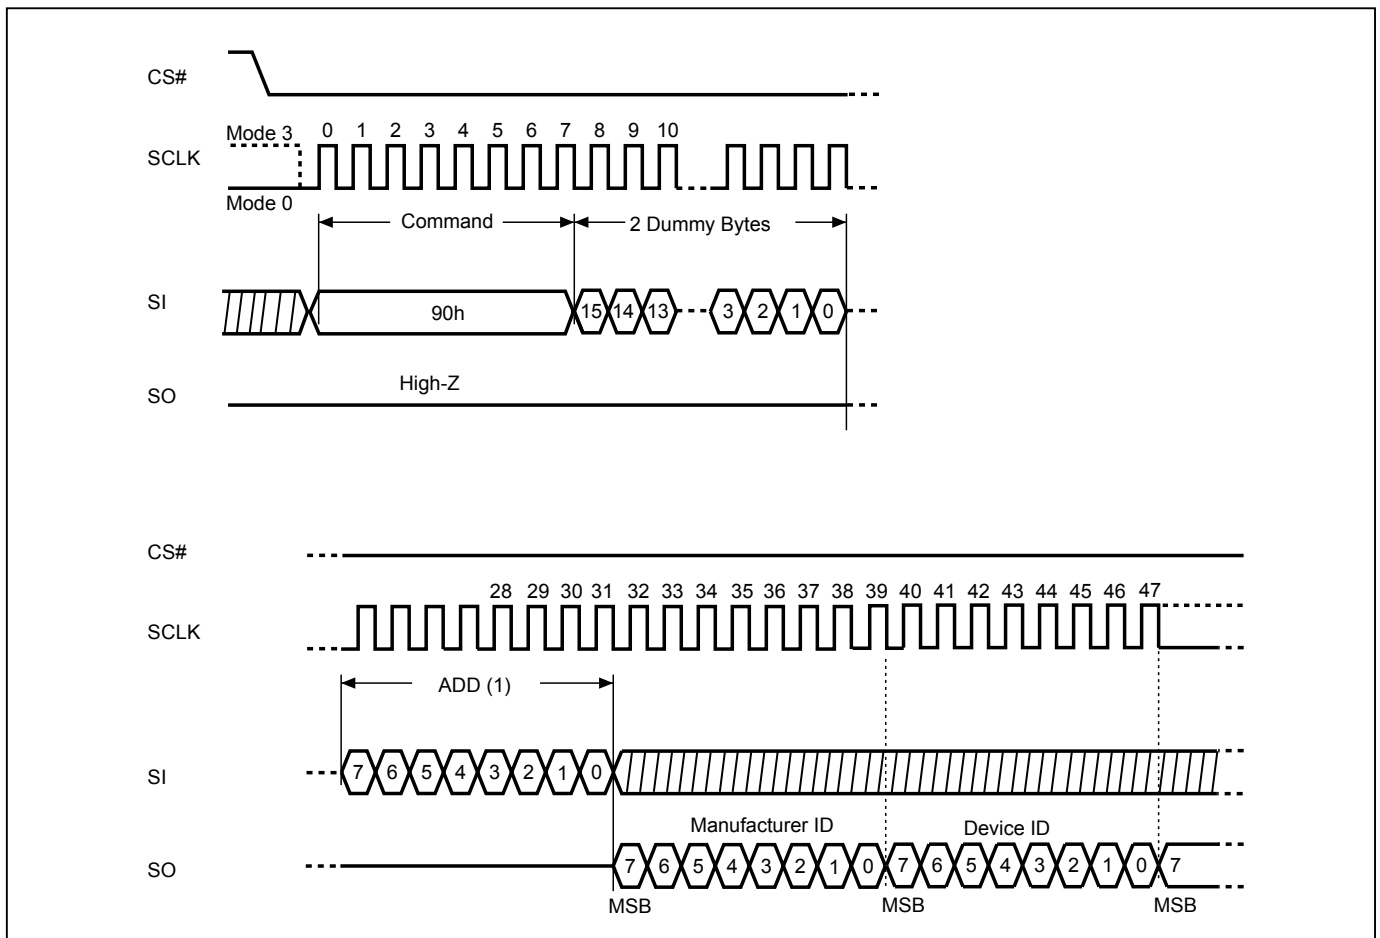 CS#
Mode 3 0 1 2 3 4 5 6 7 8 9 10
SCLK
Mode 0
Command 2 Dummy Bytes
SI 90h 15 14 13 3 2 1 0
High-Z
SO
CS#
28 29 30 31 32 33 34 35 36 37 38 39 40 41 42 43 44 45 46 47
SCLK
ADD (1)
SI 7 6 5 4 3 2 1 0
Manufacturer ID Device ID
SO 7 6 5 4 3 2 1 0 7 6 5 4 3 2 1 0 7
MSB MSB MSB